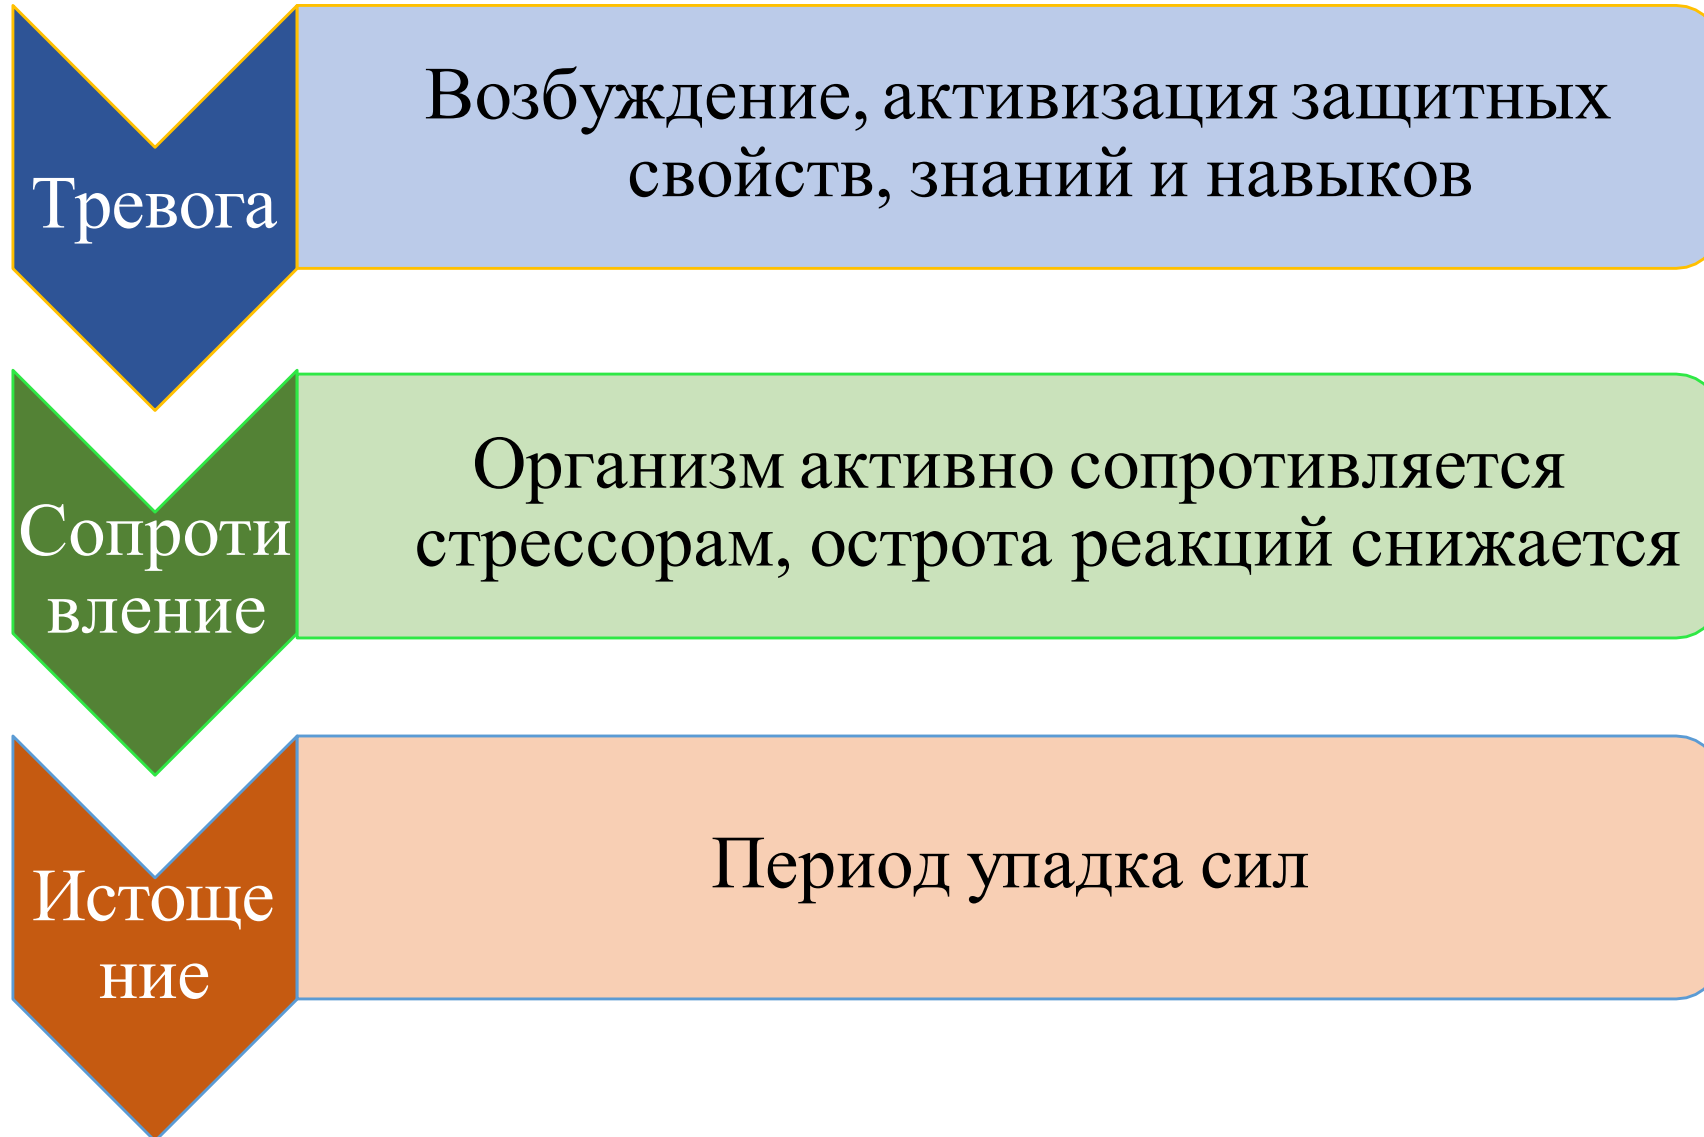 Тревога
Возбуждение, активизация защитных
свойств, знаний и навыков
Сопроти
вление
Организм активно сопротивляется
стрессорам, острота реакций снижается
Истоще
ние
Период упадка сил